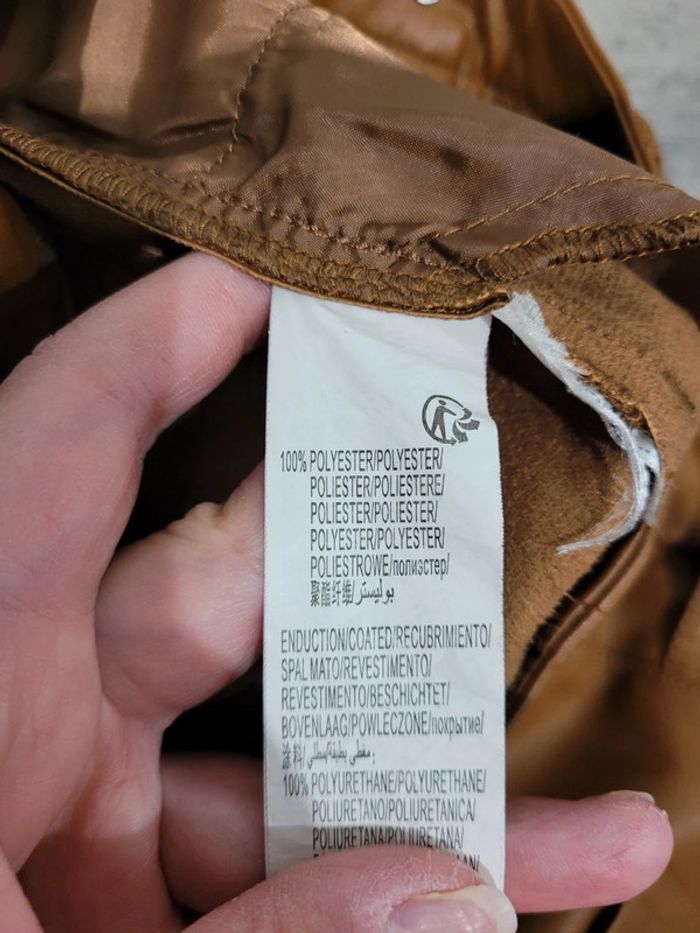 100% POLYESTER/POLYESTER/
POLIESTER/POLIESTERE/
POLIESTER/POLIESTER/
POLYESTER/POLYESTER/
POLIESTROWE/полиэстер/
聚酯纤维/بوليستر
ENDUCTION/COATED/RECUBRIMIENTO/
SPALMATO/REVESTIMENTO/
REVESTIMENTO/BESCHICHTET/
BOVENLAAG/POWLECZONE/покрытие/
涂料/مغطى بطبقة/مطلي
100% POLYURETHANE/POLYURETHANE/
POLIURETANO/POLIURETANICA/
POLIURETANA/POLIURETANA/